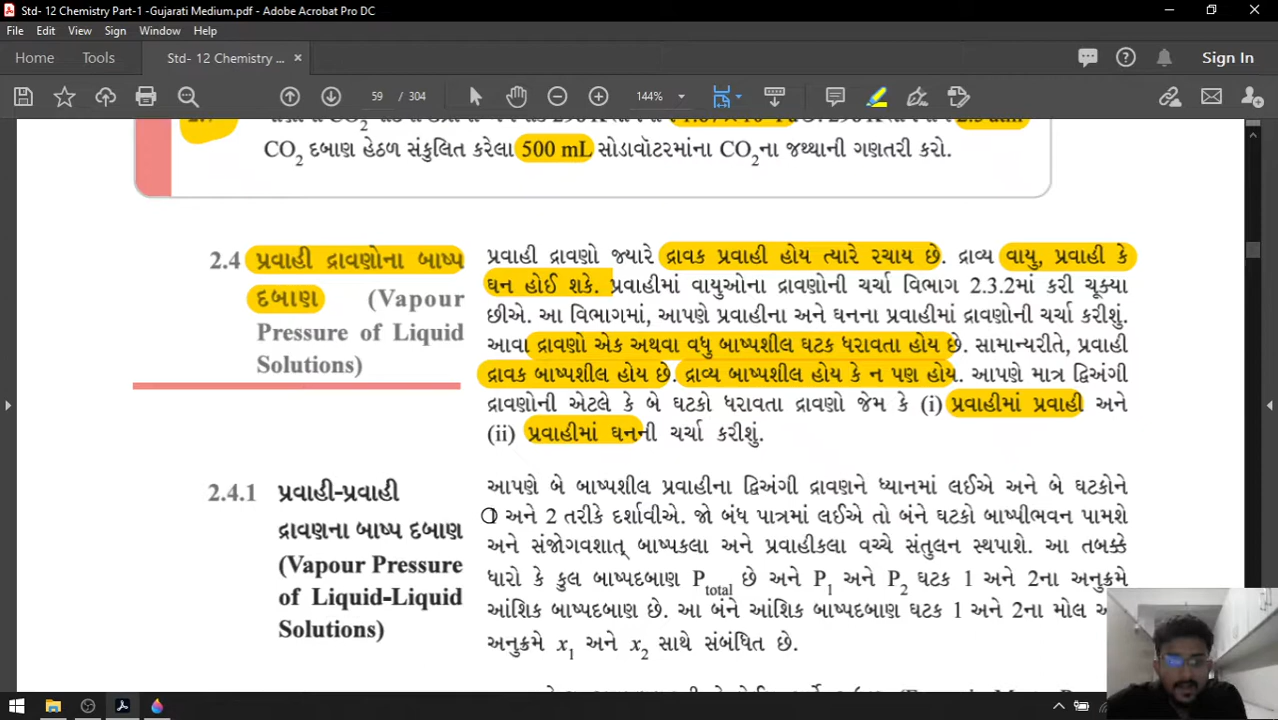 Std- 12 Chemistry Part-1 -Gujarati Medium.pdf - Adobe Acrobat Pro DC
File Edit View Sign Window Help
Home Tools Std- 12 Chemistry ... × Sign In
59 / 304 144%
CO2 દબાણ હેઠળ સંકુલિત કરેલા 500 mL સોડાવૉટરમાંના CO2ના જથ્થાની ગણતરી કરો.
2.4 પ્રવાહી દ્રાવણોના બાષ્પ
દબાણ (Vapour
Pressure of Liquid
Solutions)
પ્રવાહી દ્રાવણો જ્યારે દ્રાવક પ્રવાહી હોય ત્યારે રચાય છે. દ્રાવ્ય વાયુ, પ્રવાહી કે
ઘન હોઈ શકે. પ્રવાહીમાં વાયુઓના દ્રાવણોની ચર્ચા વિભાગ 2.3.2માં કરી ચૂક્યા
છીએ. આ વિભાગમાં, આપણે પ્રવાહીના અને ઘનના પ્રવાહીમાં દ્રાવણોની ચર્ચા કરીશું.
આવા દ્રાવણો એક અથવા વધુ બાષ્પશીલ ઘટક ધરાવતા હોય છે. સામાન્યરીતે, પ્રવાહી
દ્રાવક બાષ્પશીલ હોય છે. દ્રાવ્ય બાષ્પશીલ હોય કે ન પણ હોય. આપણે માત્ર દ્વિઅંગી
દ્રાવણોની એટલે કે બે ઘટકો ધરાવતા દ્રાવણો જેમ કે (i) પ્રવાહીમાં પ્રવાહી અને
(ii) પ્રવાહીમાં ઘનની ચર્ચા કરીશું.
2.4.1 પ્રવાહી-પ્રવાહી
દ્રાવણના બાષ્પ દબાણ
(Vapour Pressure
of Liquid-Liquid
Solutions)
આપણે બે બાષ્પશીલ પ્રવાહીના દ્વિઅંગી દ્રાવણને ધ્યાનમાં લઈએ અને બે ઘટકોને
1 અને 2 તરીકે દર્શાવીએ. જો બંધ પાત્રમાં લઈએ તો બંને ઘટકો બાષ્પીભવન પામશે
અને સંજોગવશાત્ બાષ્પકલા અને પ્રવાહીકલા વચ્ચે સંતુલન સ્થપાશે. આ તબક્કે
ધારો કે કુલ બાષ્પદબાણ Ptotal છે અને P1 અને P2 ઘટક 1 અને 2ના અનુક્રમે
આંશિક બાષ્પદબાણ છે. આ બંને આંશિક બાષ્પદબાણ ઘટક 1 અને 2ના મોલ
અનુક્રમે x1 અને x2 સાથે સંબંધિત છે.